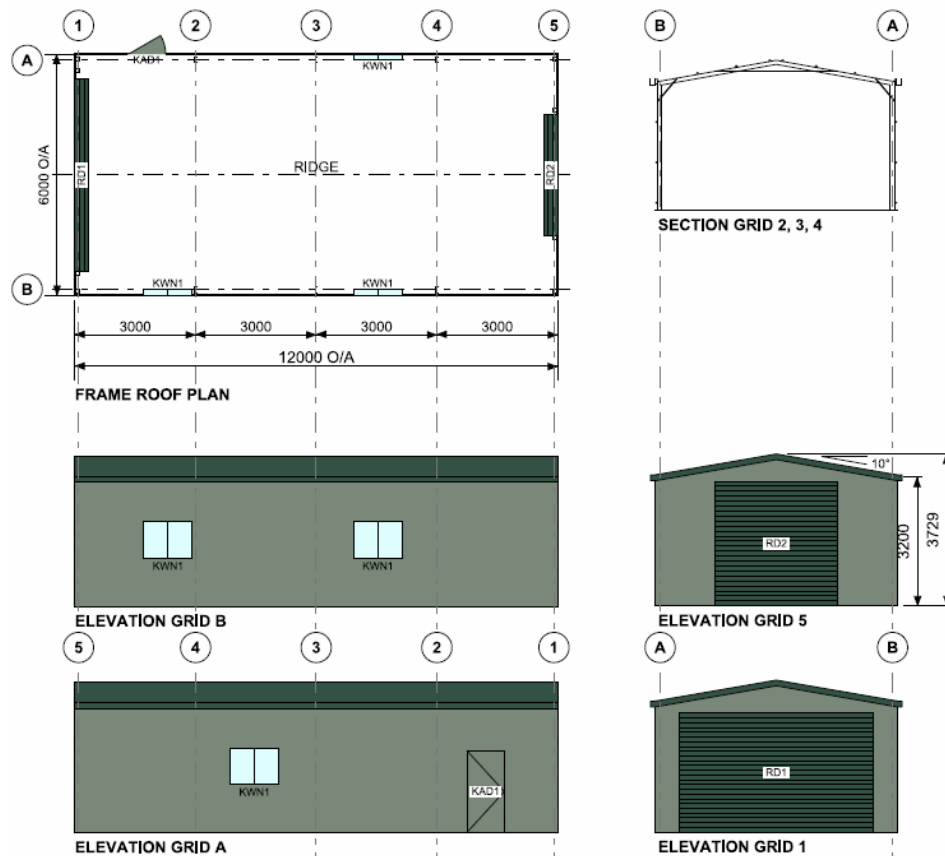 1 2 3 4 5 B A
A
KAD1
KWN1
6000 O/A
RD1
RIDGE
RD2
B
KWN1 KWN1
3000 3000 3000 3000
12000 O/A
FRAME ROOF PLAN
SECTION GRID 2, 3, 4
KWN1 KWN1
ELEVATION GRID B
10°
RD2
3200
3729
ELEVATION GRID 5
5 4 3 2 1 A B
KWN1
KAD1
ELEVATION GRID A
RD1
ELEVATION GRID 1